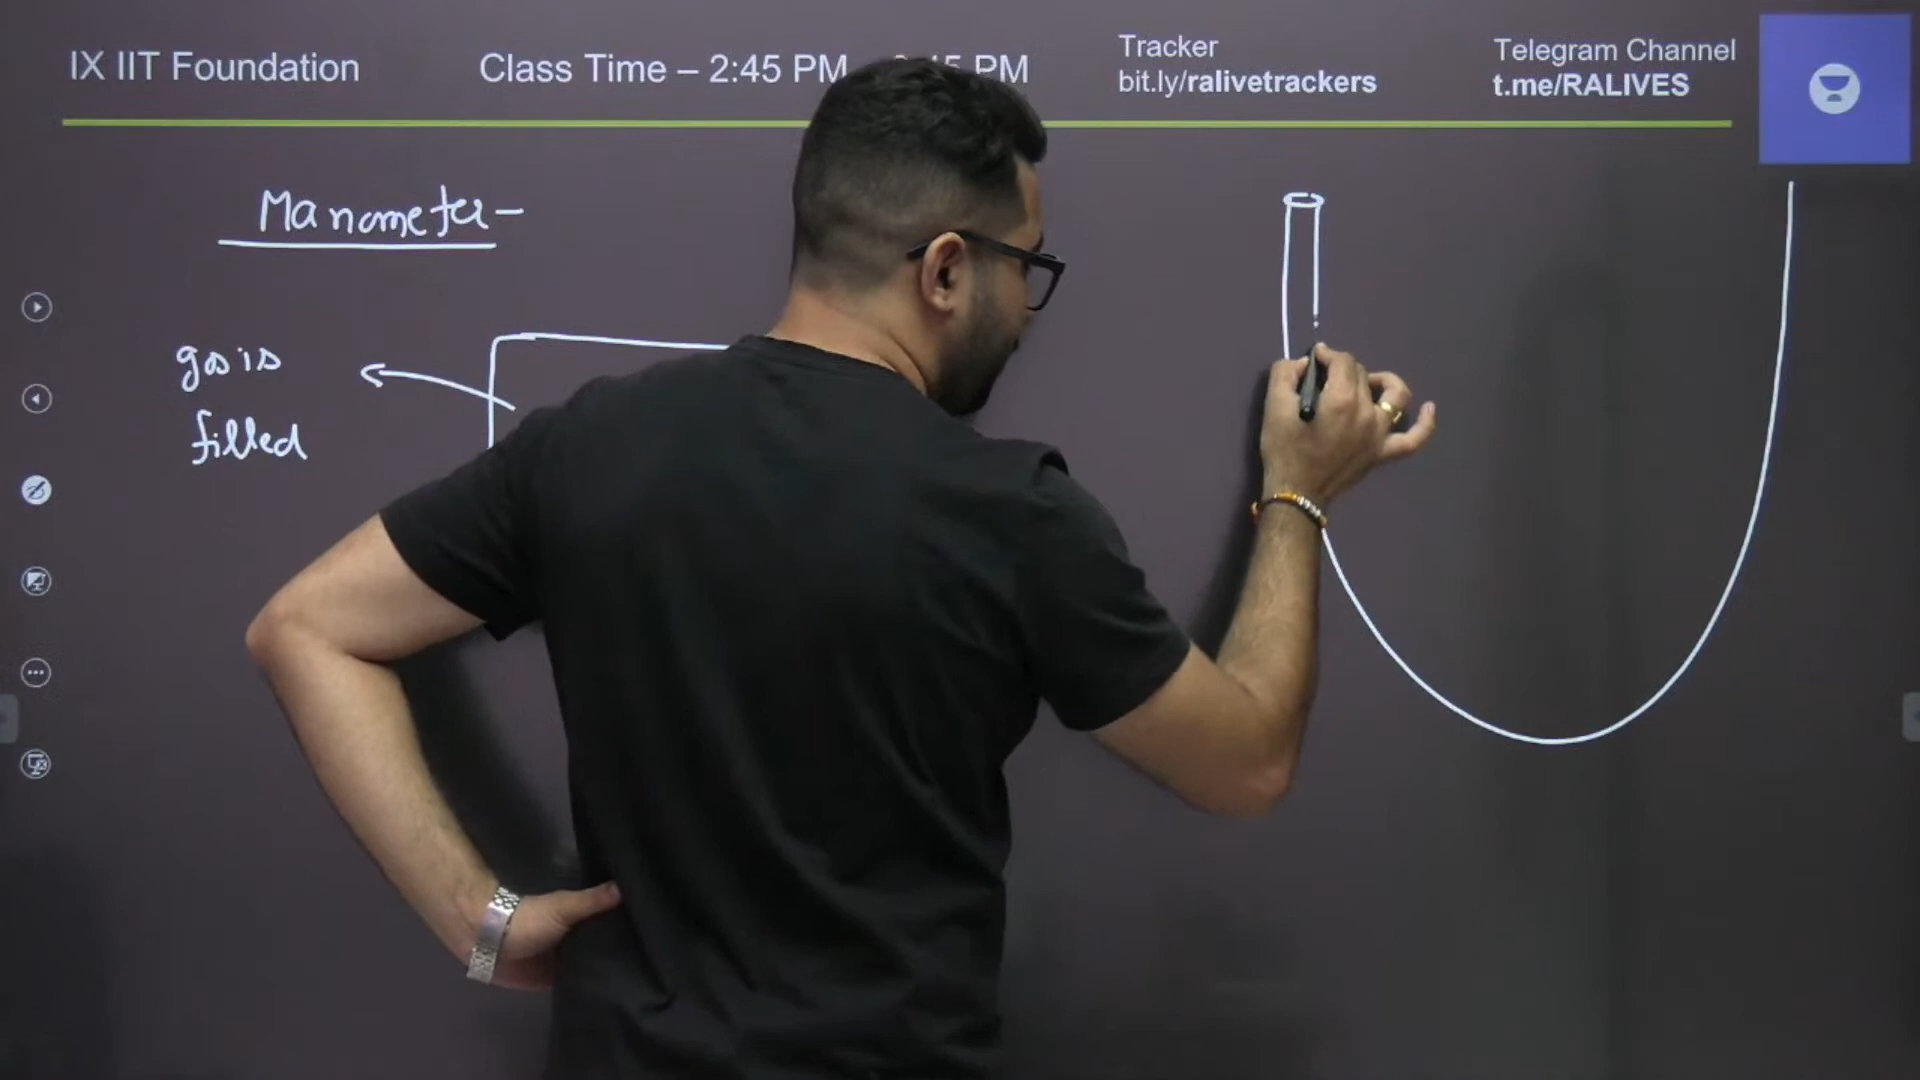 IX IIT Foundation
Class Time – 2:45 PM
PM
Tracker
bit.ly/ralivetrackers
Telegram Channel
t.me/RALIVES
Manometer-
gas is
filled